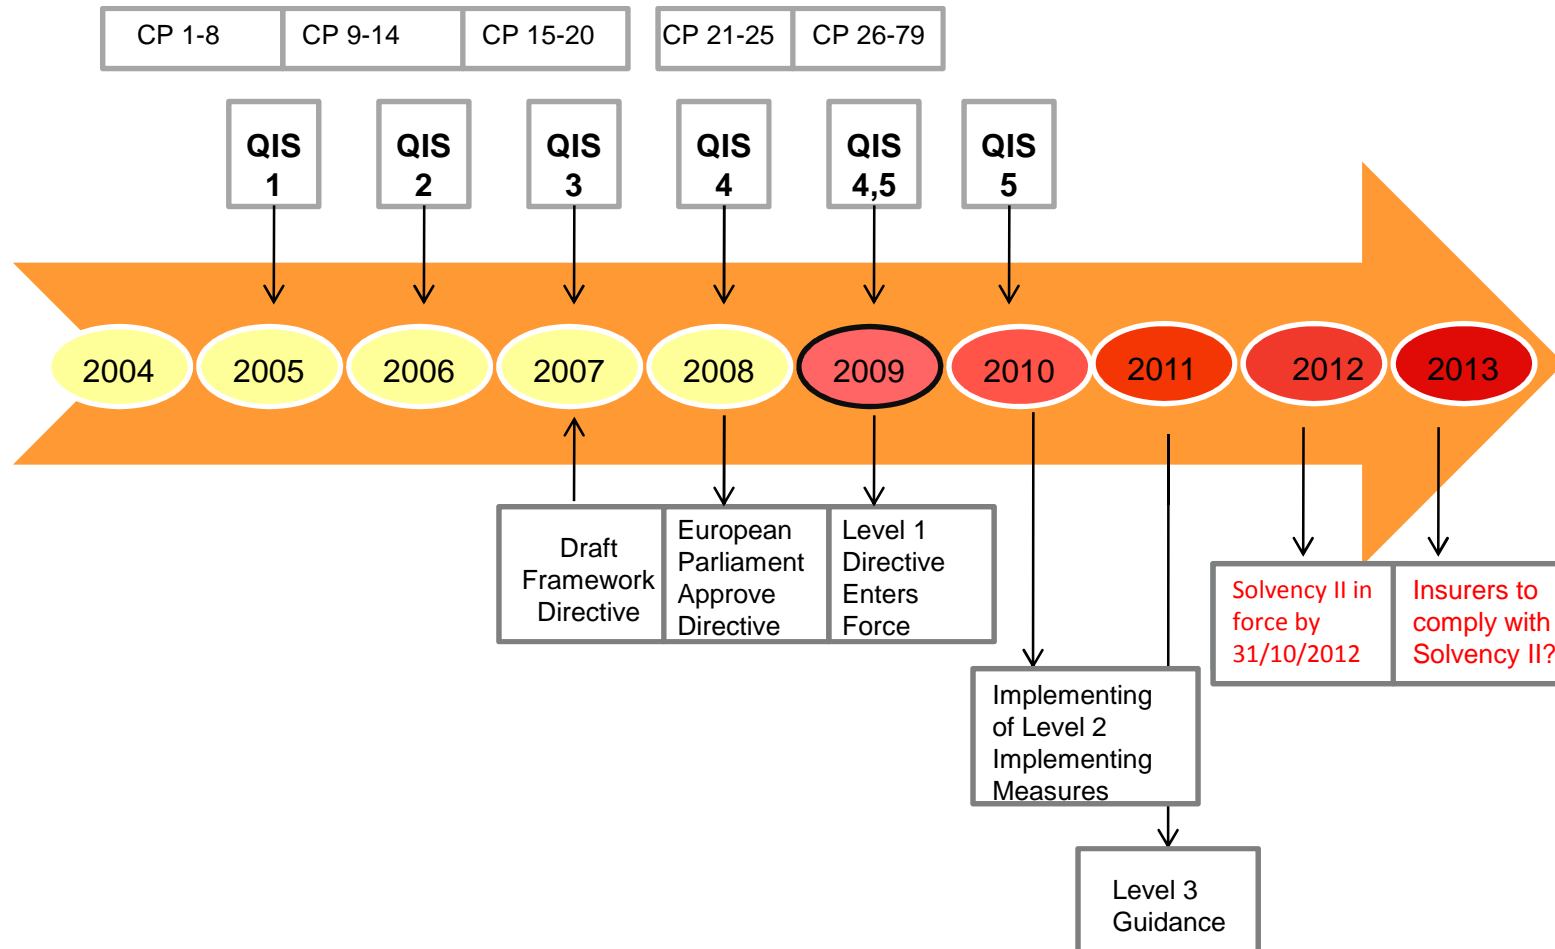 CP 1-8
CP 9-14
CP 15-20
CP 21-25
CP 26-79
QIS
1
QIS
2
QIS
3
QIS
4
QIS
4,5
QIS
5
2004
2005
2006
2007
2008
2009
2010
2011
2012
2013
Draft
Framework
Directive
European
Parliament
Approve
Directive
Level 1
Directive
Enters
Force
Solvency II in
force by
31/10/2012
Insurers to
comply with
Solvency II?
Implementing
of Level 2
Implementing
Measures
Level 3
Guidance